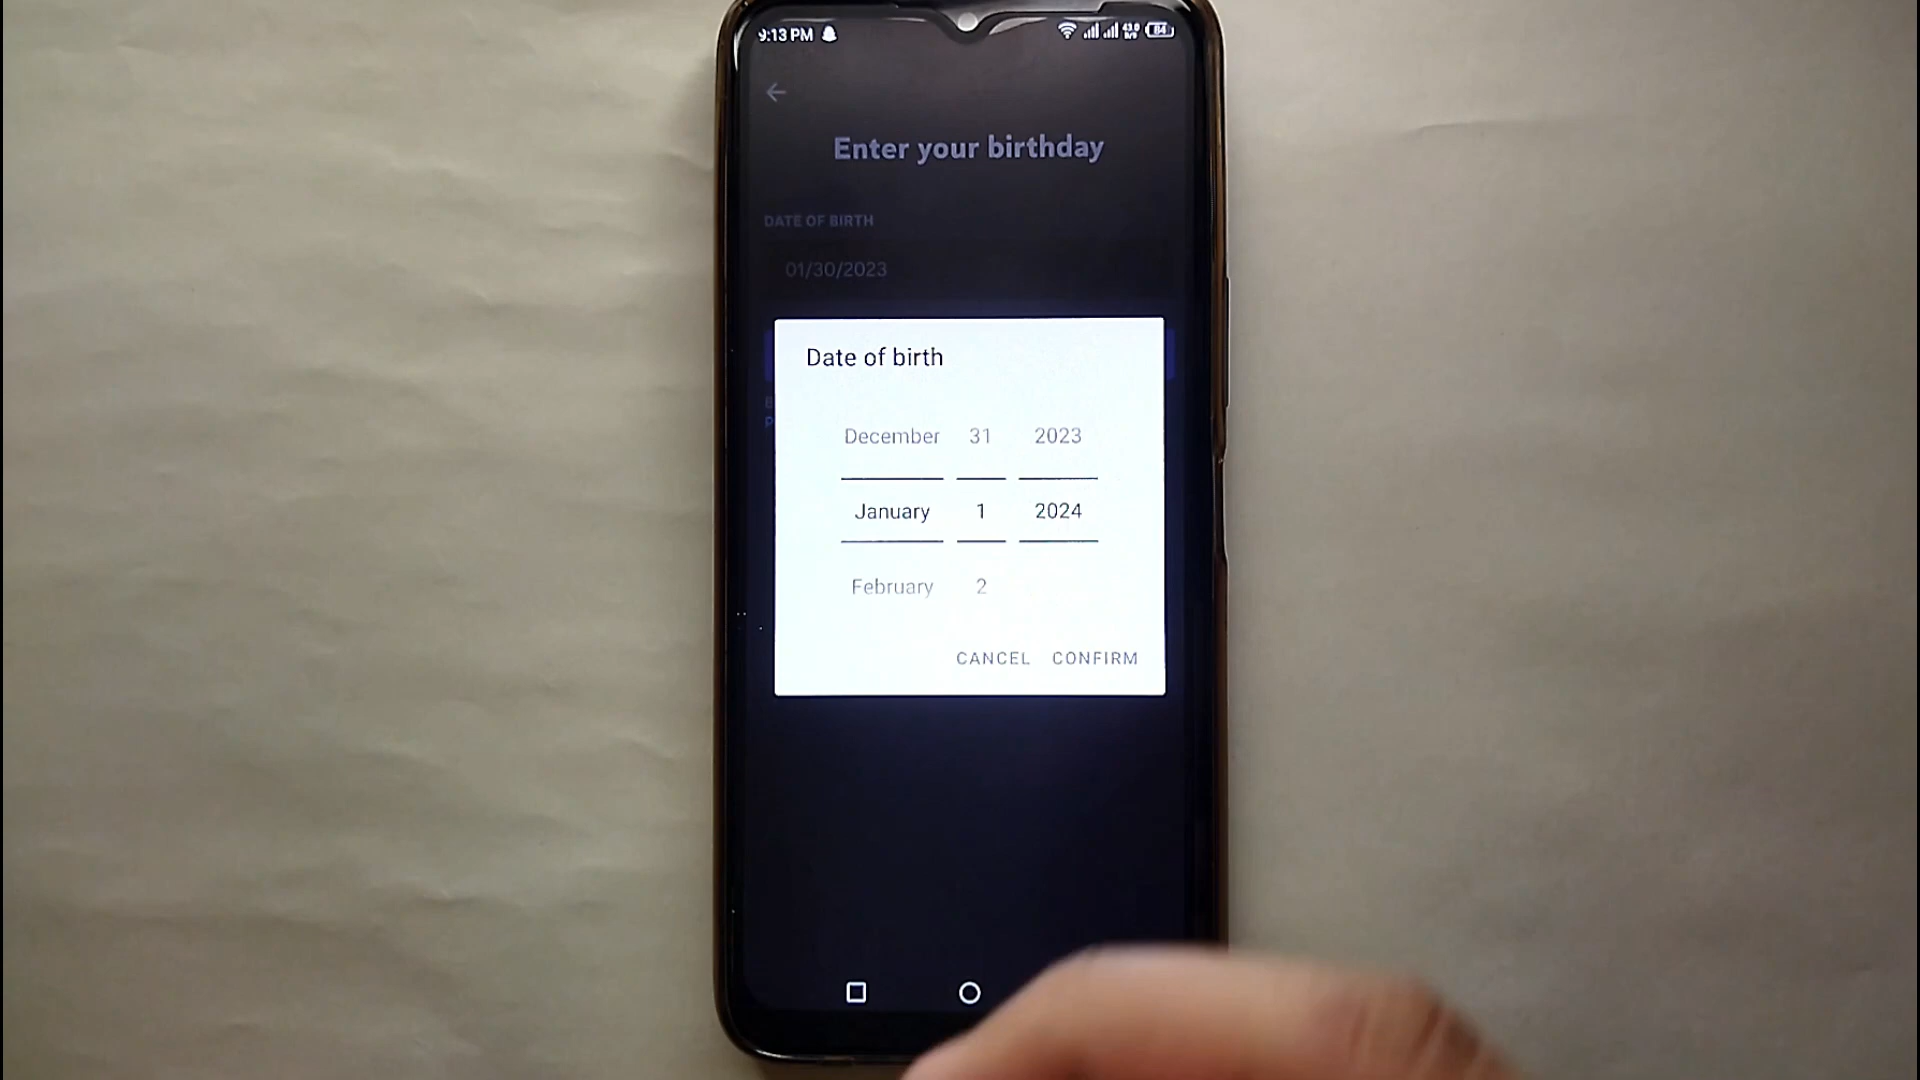 9:13 PM
84
Enter your birthday
DATE OF BIRTH
01/30/2023
Date of birth
December 31 2023
January 1 2024
February 2
CANCEL CONFIRM